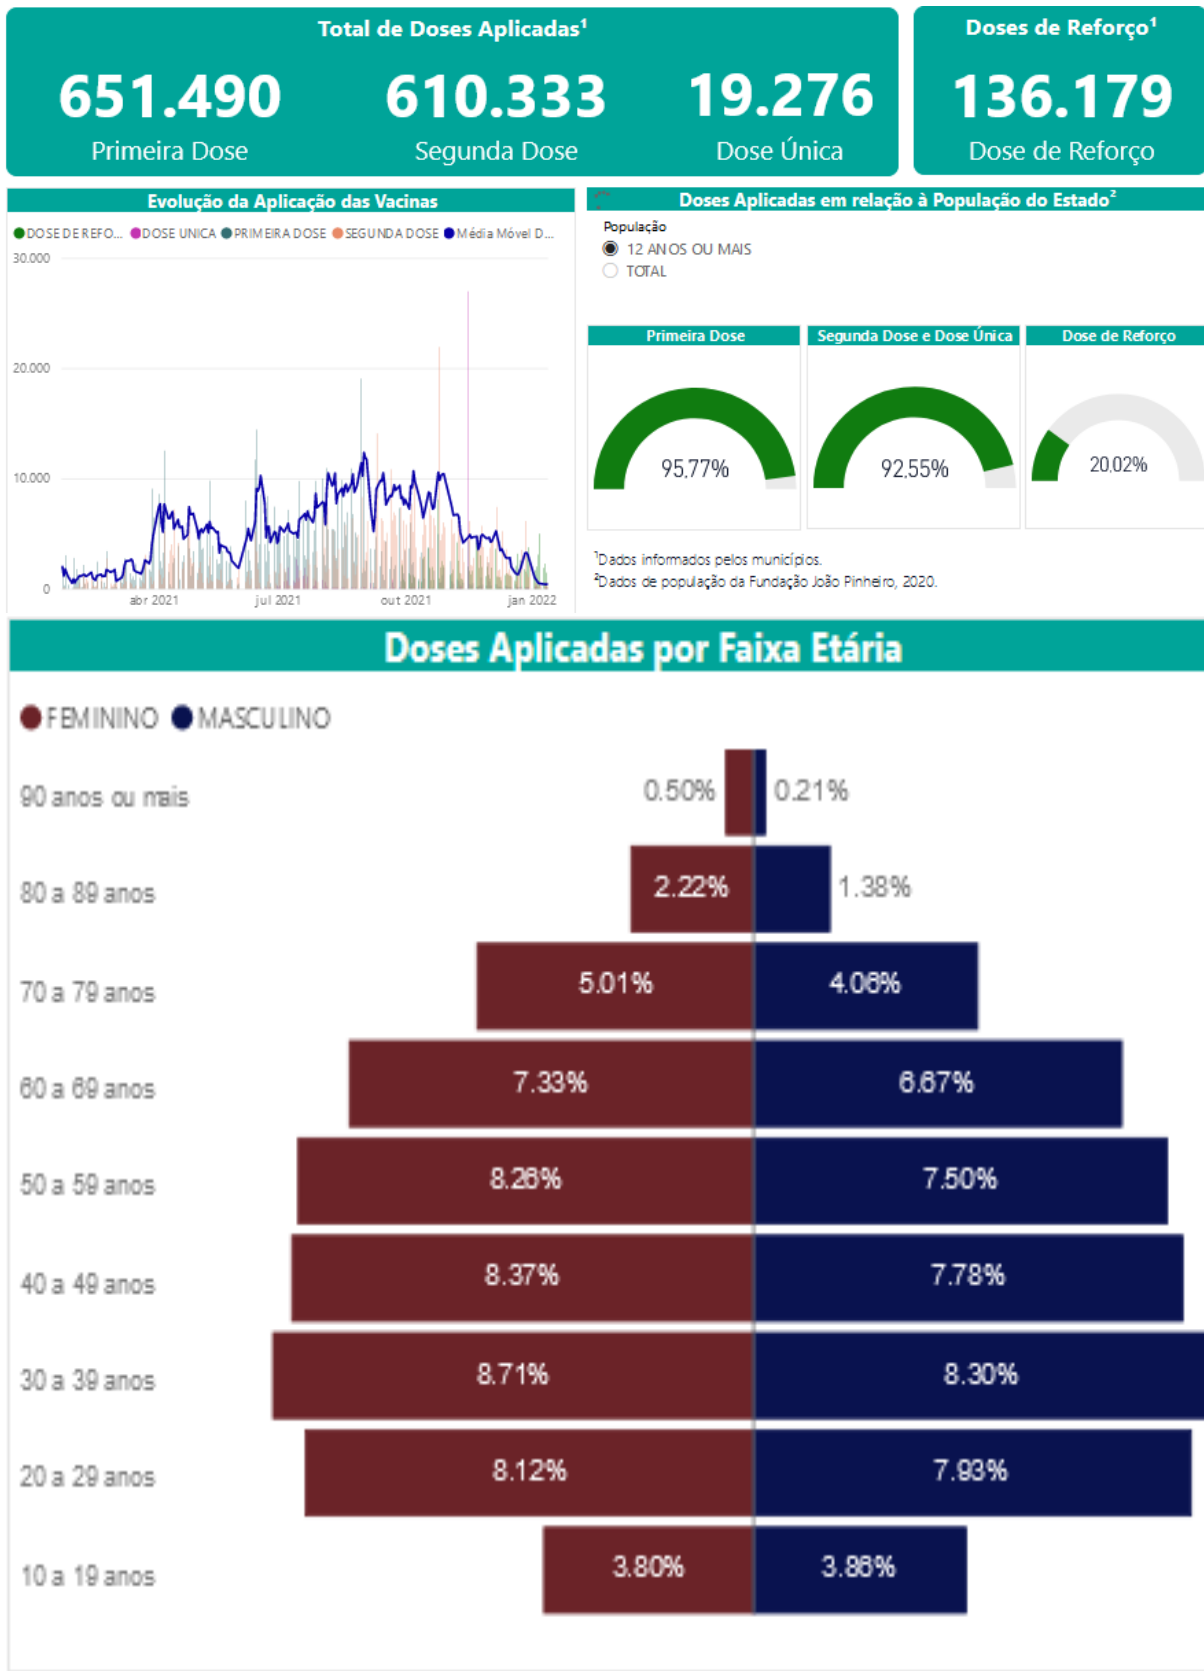 Total de Doses Aplicadas¹
651.490
Primeira Dose
610.333
Segunda Dose
19.276
Dose Única
Doses de Reforço¹
136.179
Dose de Reforço
Evolução da Aplicação das Vacinas
DOSE DE REFO... DOSE UNICA PRIMEIRA DOSE SEGUNDA DOSE Média Móvel D...
30.000
20.000
10.000
0
abr 2021 jul 2021 out 2021 jan 2022
Doses Aplicadas em relação à População do Estado²
População
12 ANOS OU MAIS
TOTAL
Primeira Dose
95,77%
Segunda Dose e Dose Única
92,55%
Dose de Reforço
20,02%
¹Dados informados pelos municípios.
²Dados de população da Fundação João Pinheiro, 2020.
Doses Aplicadas por Faixa Etária
FEMININO MASCULINO
90 anos ou mais 0.50% 0.21%
80 a 89 anos 2.22% 1.38%
70 a 79 anos 5.01% 4.06%
60 a 69 anos 7.33% 6.67%
50 a 59 anos 8.26% 7.50%
40 a 49 anos 8.37% 7.78%
30 a 39 anos 8.71% 8.30%
20 a 29 anos 8.12% 7.93%
10 a 19 anos 3.80% 3.86%